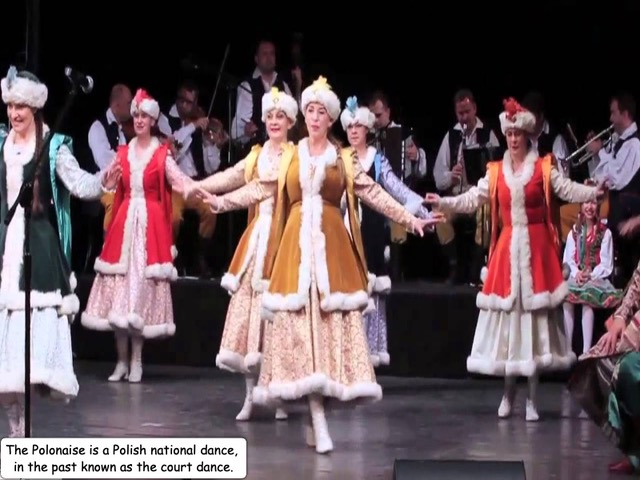 The Polonaise is a Polish national dance,
in the past known as the court dance.